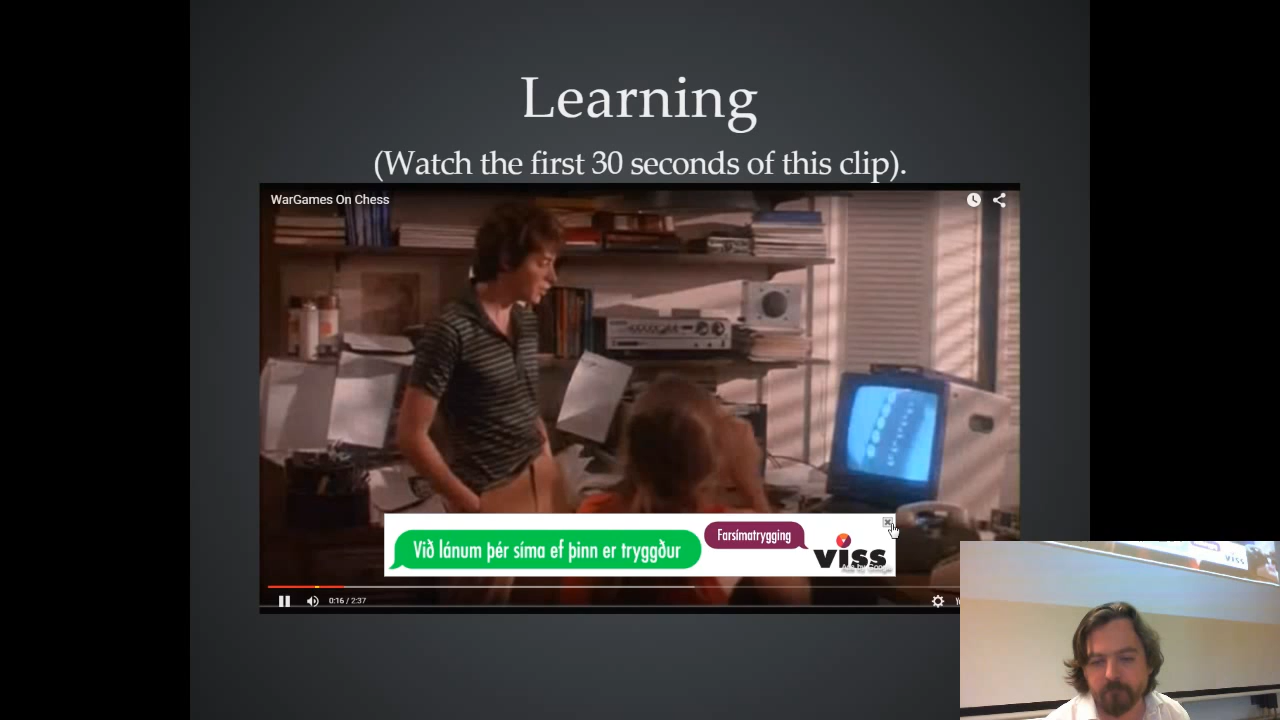 Learning
(Watch the first 30 seconds of this clip).
WarGames On Chess
Við lánum þér síma ef þinn er tryggður
Farsímatrygging
viss
0:16 / 2:37
viss